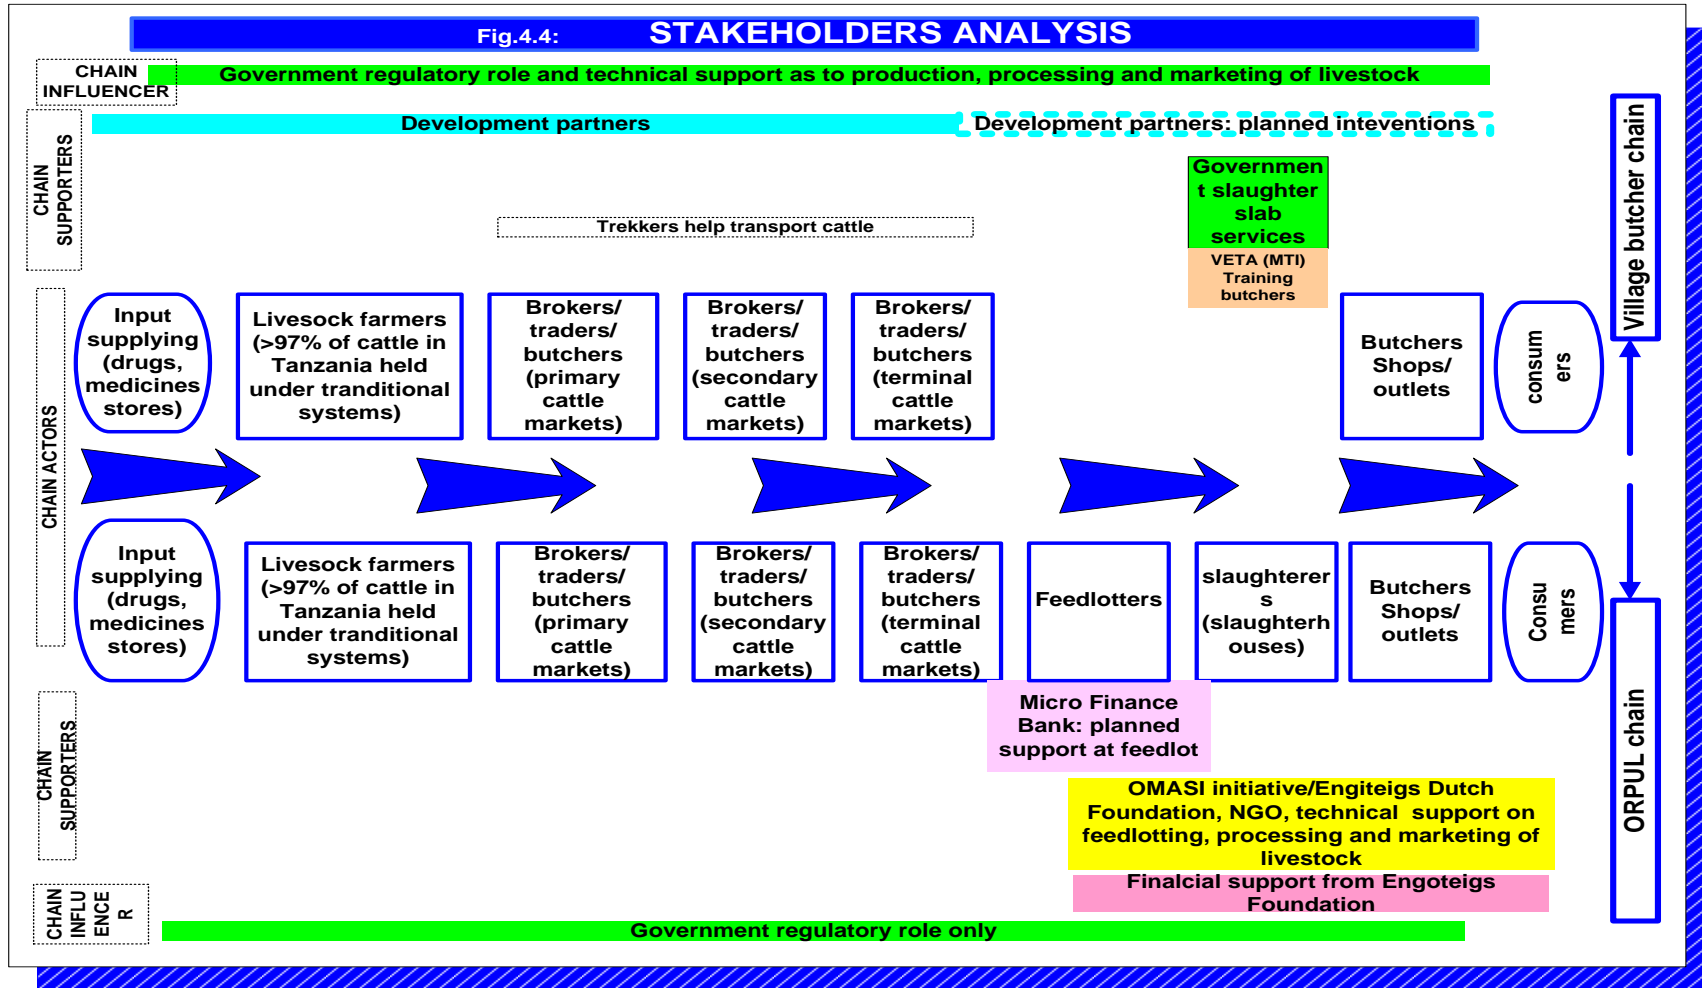 Fig.4.4: STAKEHOLDERS ANALYSIS
CHAIN
INFLUENCER
Government regulatory role and technical support as to production, processing and marketing of livestock
CHAIN
SUPPORTERS
Development partners
Development partners: planned inteventions
Governmen
t slaughter
slab
services
Trekkers help transport cattle
VETA (MTI)
Training
butchers
Village butcher chain
CHAIN ACTORS
Input
supplying
(drugs,
medicines
stores)
Livesock farmers
(>97% of cattle in
Tanzania held
under tranditional
systems)
Brokers/
traders/
butchers
(primary
cattle
markets)
Brokers/
traders/
butchers
(secondary
cattle
markets)
Brokers/
traders/
butchers
(terminal
cattle
markets)
Butchers
Shops/
outlets
consum
ers
Input
supplying
(drugs,
medicines
stores)
Livesock farmers
(>97% of cattle in
Tanzania held
under tranditional
systems)
Brokers/
traders/
butchers
(primary
cattle
markets)
Brokers/
traders/
butchers
(secondary
cattle
markets)
Brokers/
traders/
butchers
(terminal
cattle
markets)
Feedlotters
slaughterer
s
(slaughterh
ouses)
Butchers
Shops/
outlets
Consu
mers
ORPUL chain
CHAIN
SUPPORTERS
Micro Finance
Bank: planned
support at feedlot
OMASI initiative/Engiteigs Dutch
Foundation, NGO, technical support on
feedlotting, processing and marketing of
livestock
Finalcial support from Engoteigs
Foundation
CHAIN
INFLU
ENCE
R
Government regulatory role only